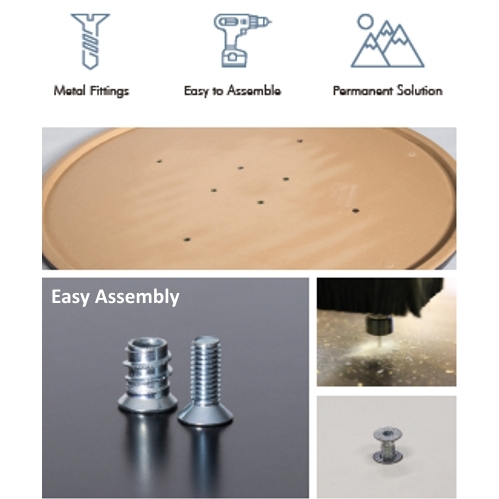 Metal Fittings
Easy to Assemble
Permanent Solution
Easy Assembly